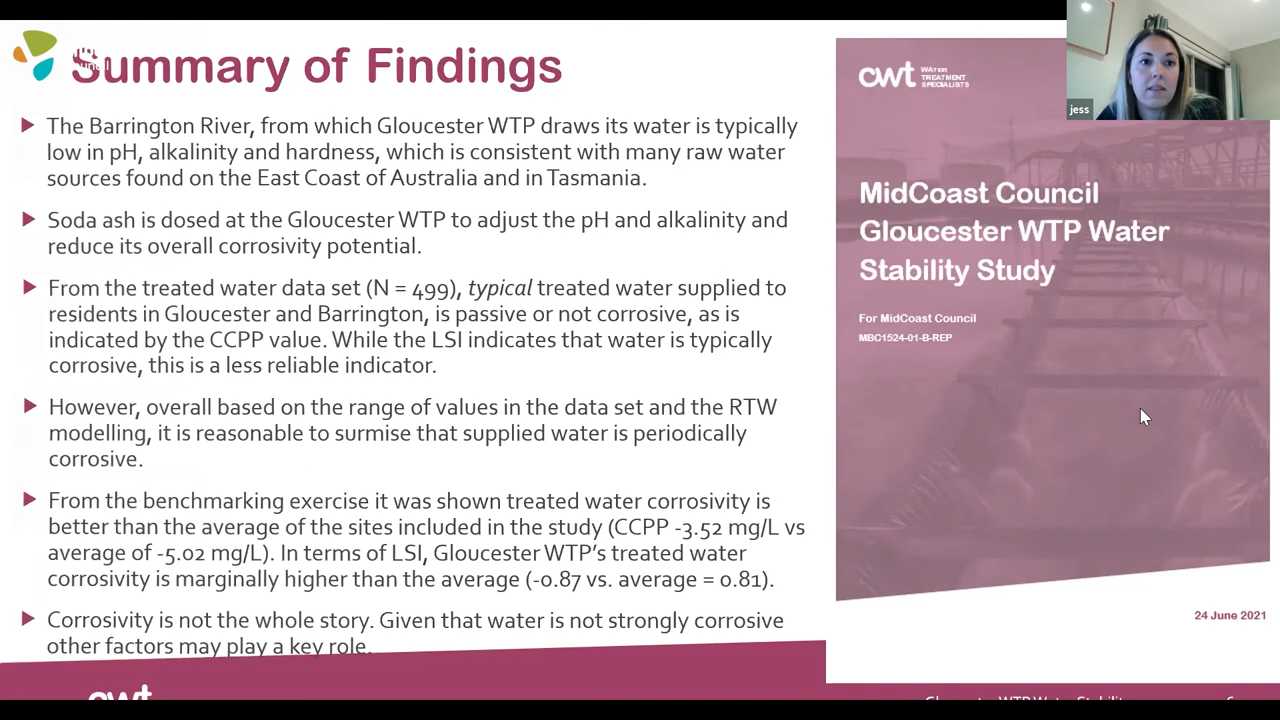 Summary of Findings
The Barrington River, from which Gloucester WTP draws its water is typically
low in pH, alkalinity and hardness, which is consistent with many raw water
sources found on the East Coast of Australia and in Tasmania.
Soda ash is dosed at the Gloucester WTP to adjust the pH and alkalinity and
reduce its overall corrosivity potential.
From the treated water data set (N = 499), typical treated water supplied to
residents in Gloucester and Barrington, is passive or not corrosive, as is
indicated by the CCPP value. While the LSI indicates that water is typically
corrosive, this is a less reliable indicator.
However, overall based on the range of values in the data set and the RTW
modelling, it is reasonable to surmise that supplied water is periodically
corrosive.
From the benchmarking exercise it was shown treated water corrosivity is
better than the average of the sites included in the study (CCPP -3.52 mg/L vs
average of -5.02 mg/L). In terms of LSI, Gloucester WTP's treated water
corrosivity is marginally higher than the average (-0.87 vs. average = 0.81).
Corrosivity is not the whole story. Given that water is not strongly corrosive
other factors may play a key role.
cwt
cwt
WATER
TREATMENT
SPECIALISTS
MidCoast Council
Gloucester WTP Water
Stability Study
For MidCoast Council
MBC1524-01-B-REP
24 June 2021
jess